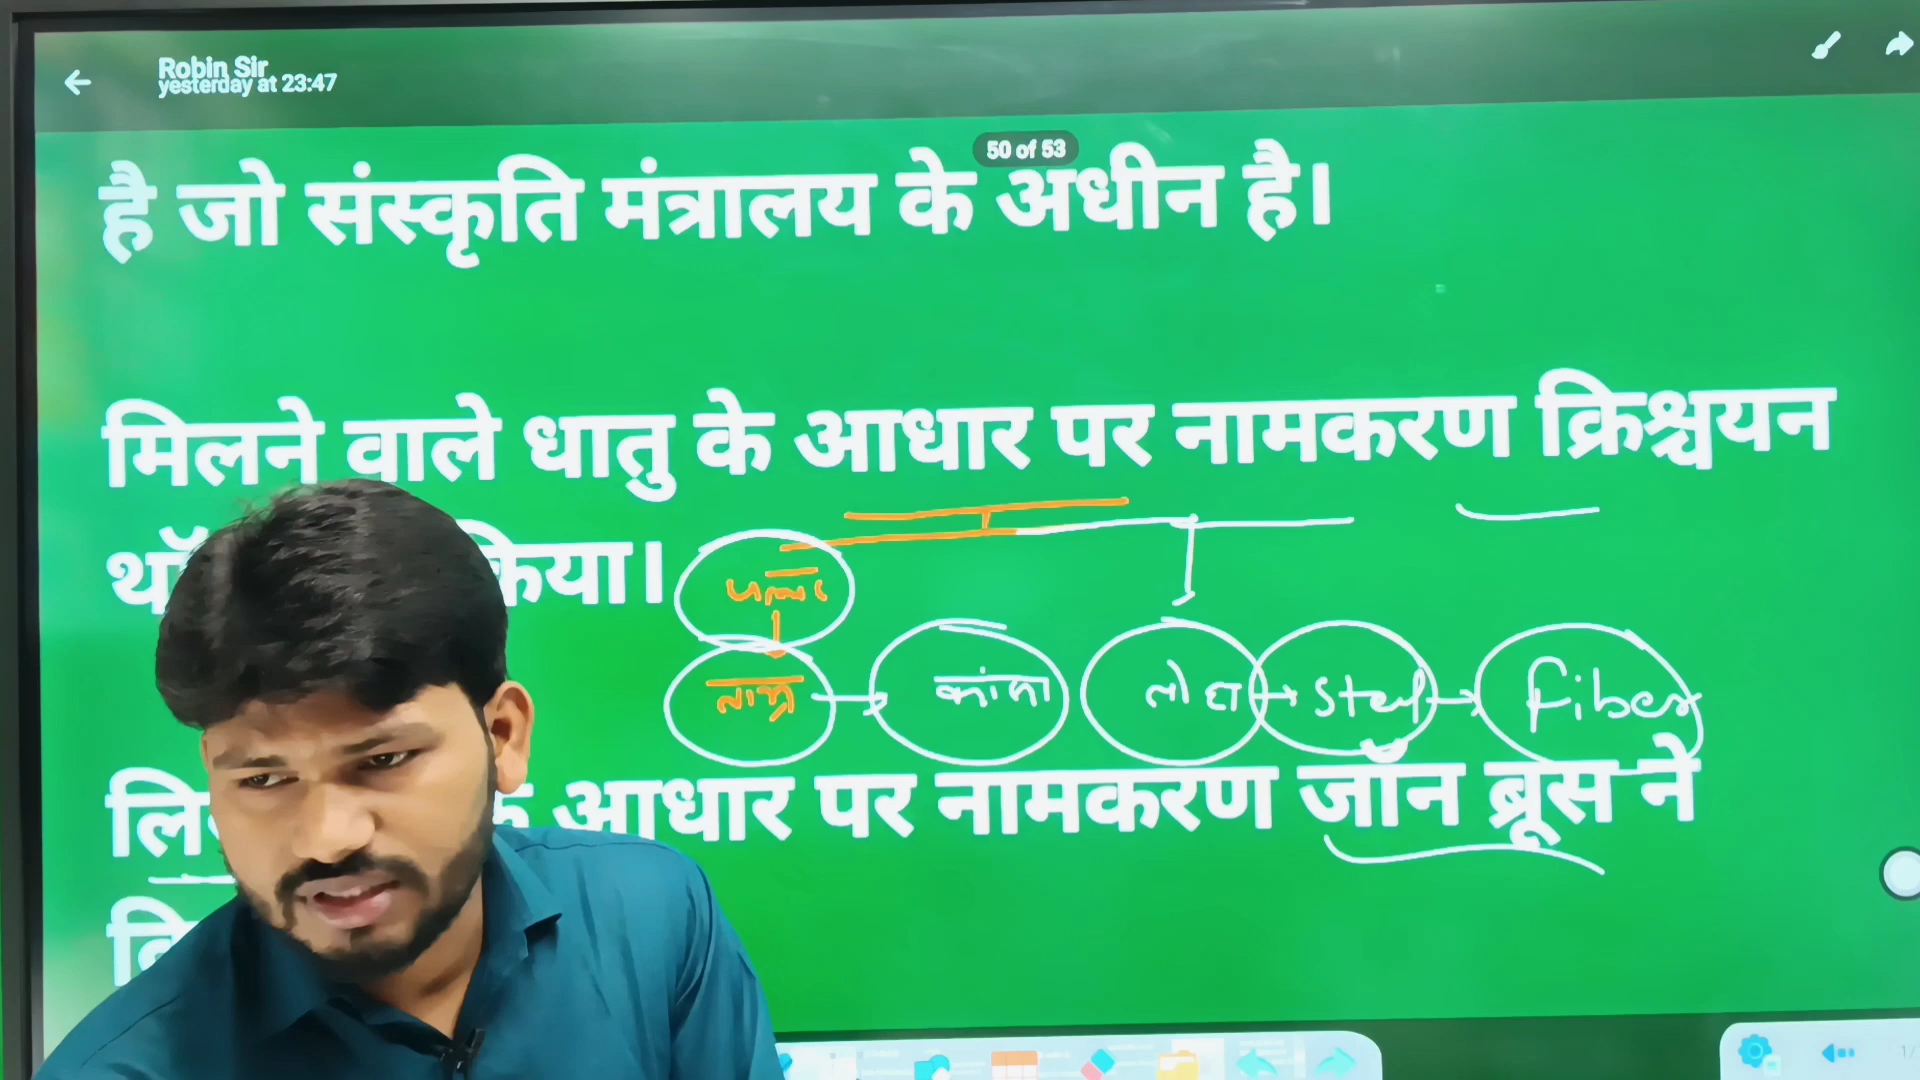 Robin Sir
yesterday at 23:47
50 of 53
है जो संस्कृति मंत्रालय के अधीन है।
मिलने वाले धातु के आधार पर नामकरण क्रिश्चयन
किया।
ताम्र कांसा लोहा Steel Fiber
के आधार पर नामकरण जॉन ब्रूस ने